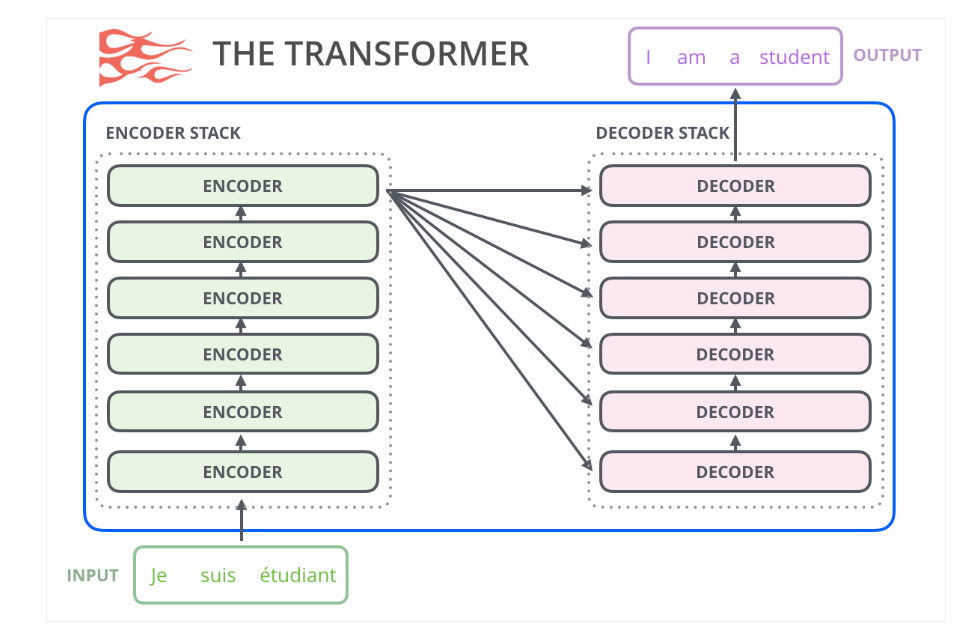 THE TRANSFORMER
I am a student
OUTPUT
ENCODER STACK
ENCODER
ENCODER
ENCODER
ENCODER
ENCODER
ENCODER
DECODER STACK
DECODER
DECODER
DECODER
DECODER
DECODER
DECODER
INPUT
Je suis étudiant